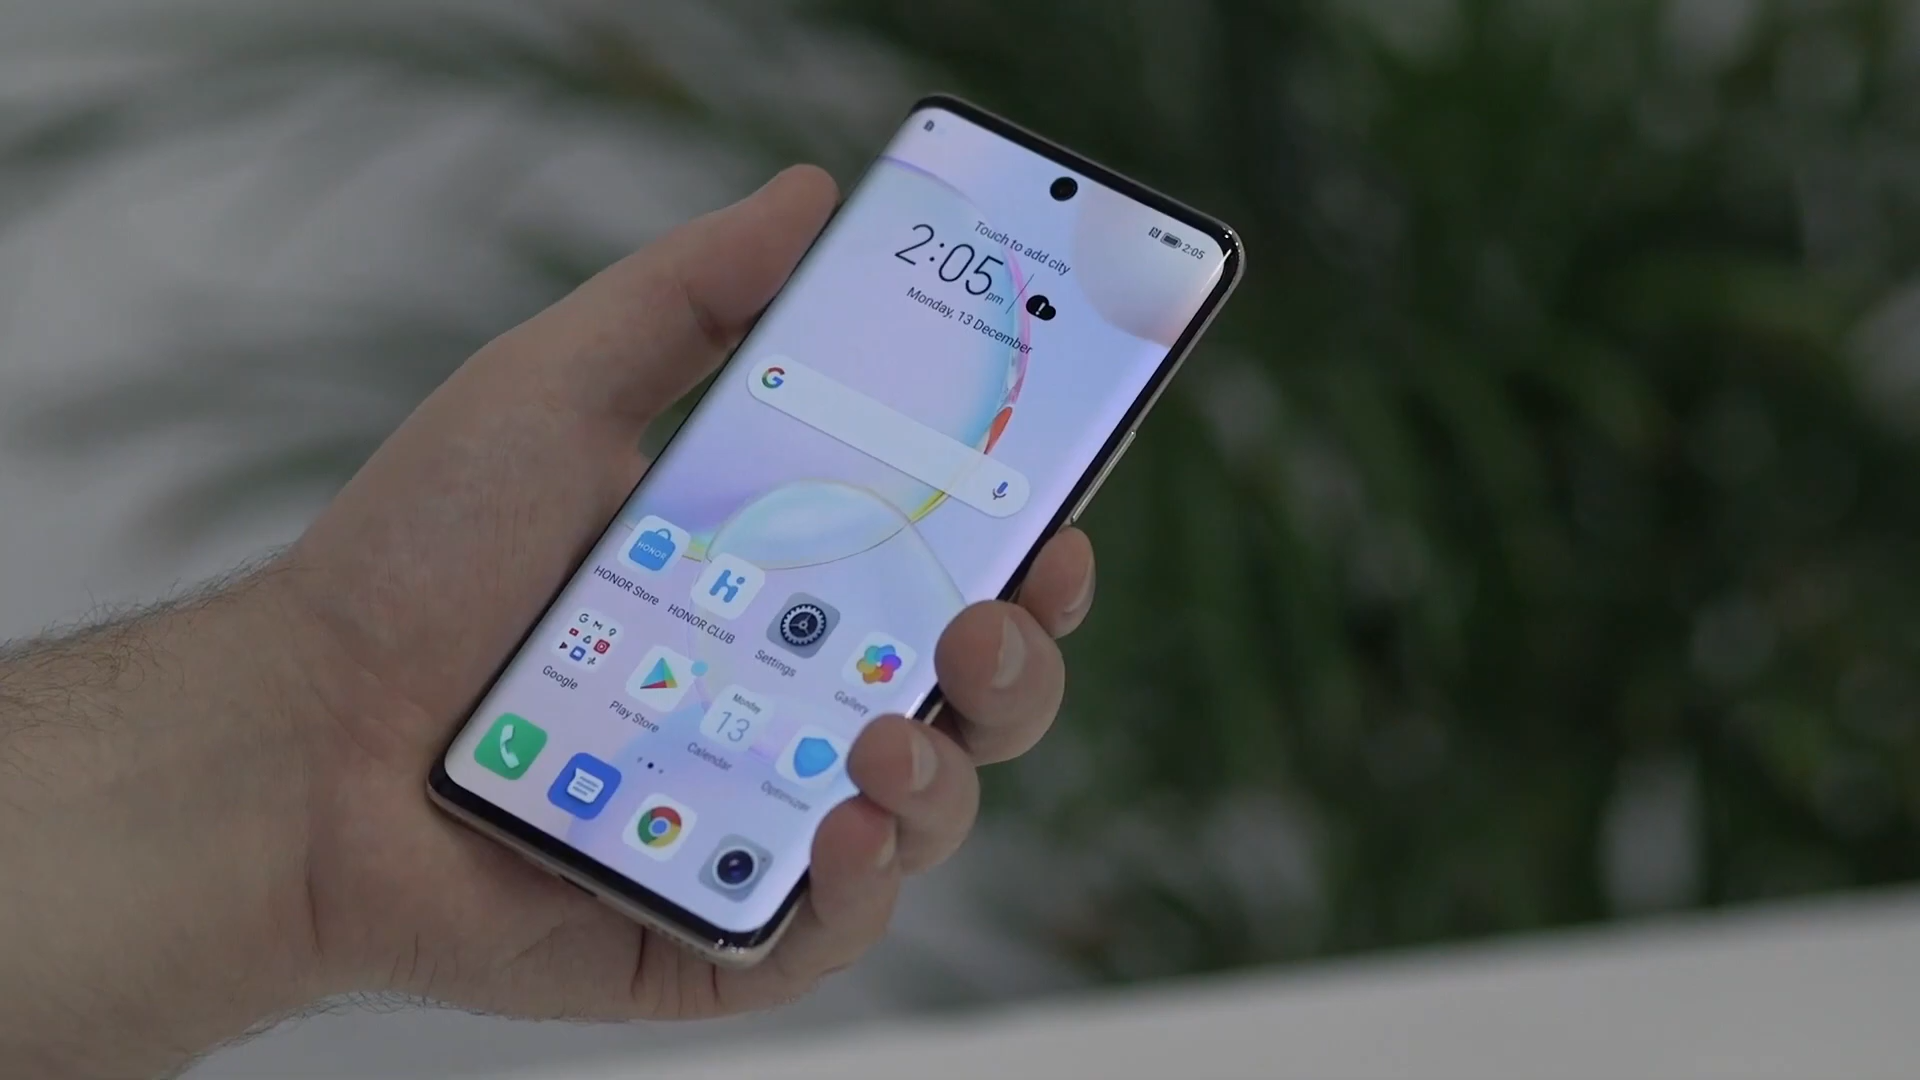 2:05
Touch to add city
2:05 pm
Monday, 13 December
G
HONOR
HONOR Store
HONOR CLUB
Settings
Gallery
Google
Play Store
Monday
13
Calendar
Optimizer